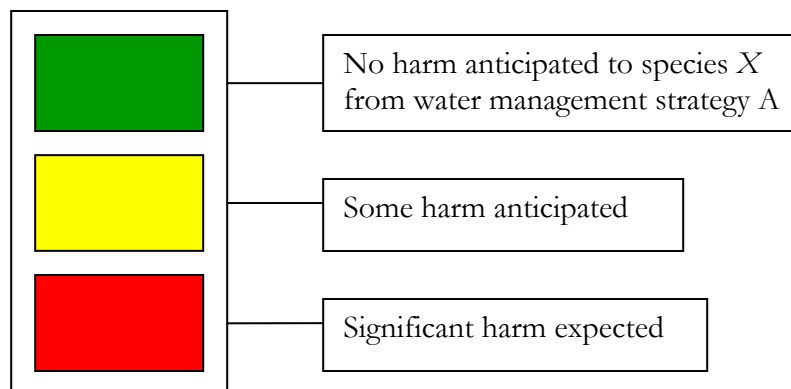 No harm anticipated to species X
from water management strategy A
Some harm anticipated
Significant harm expected